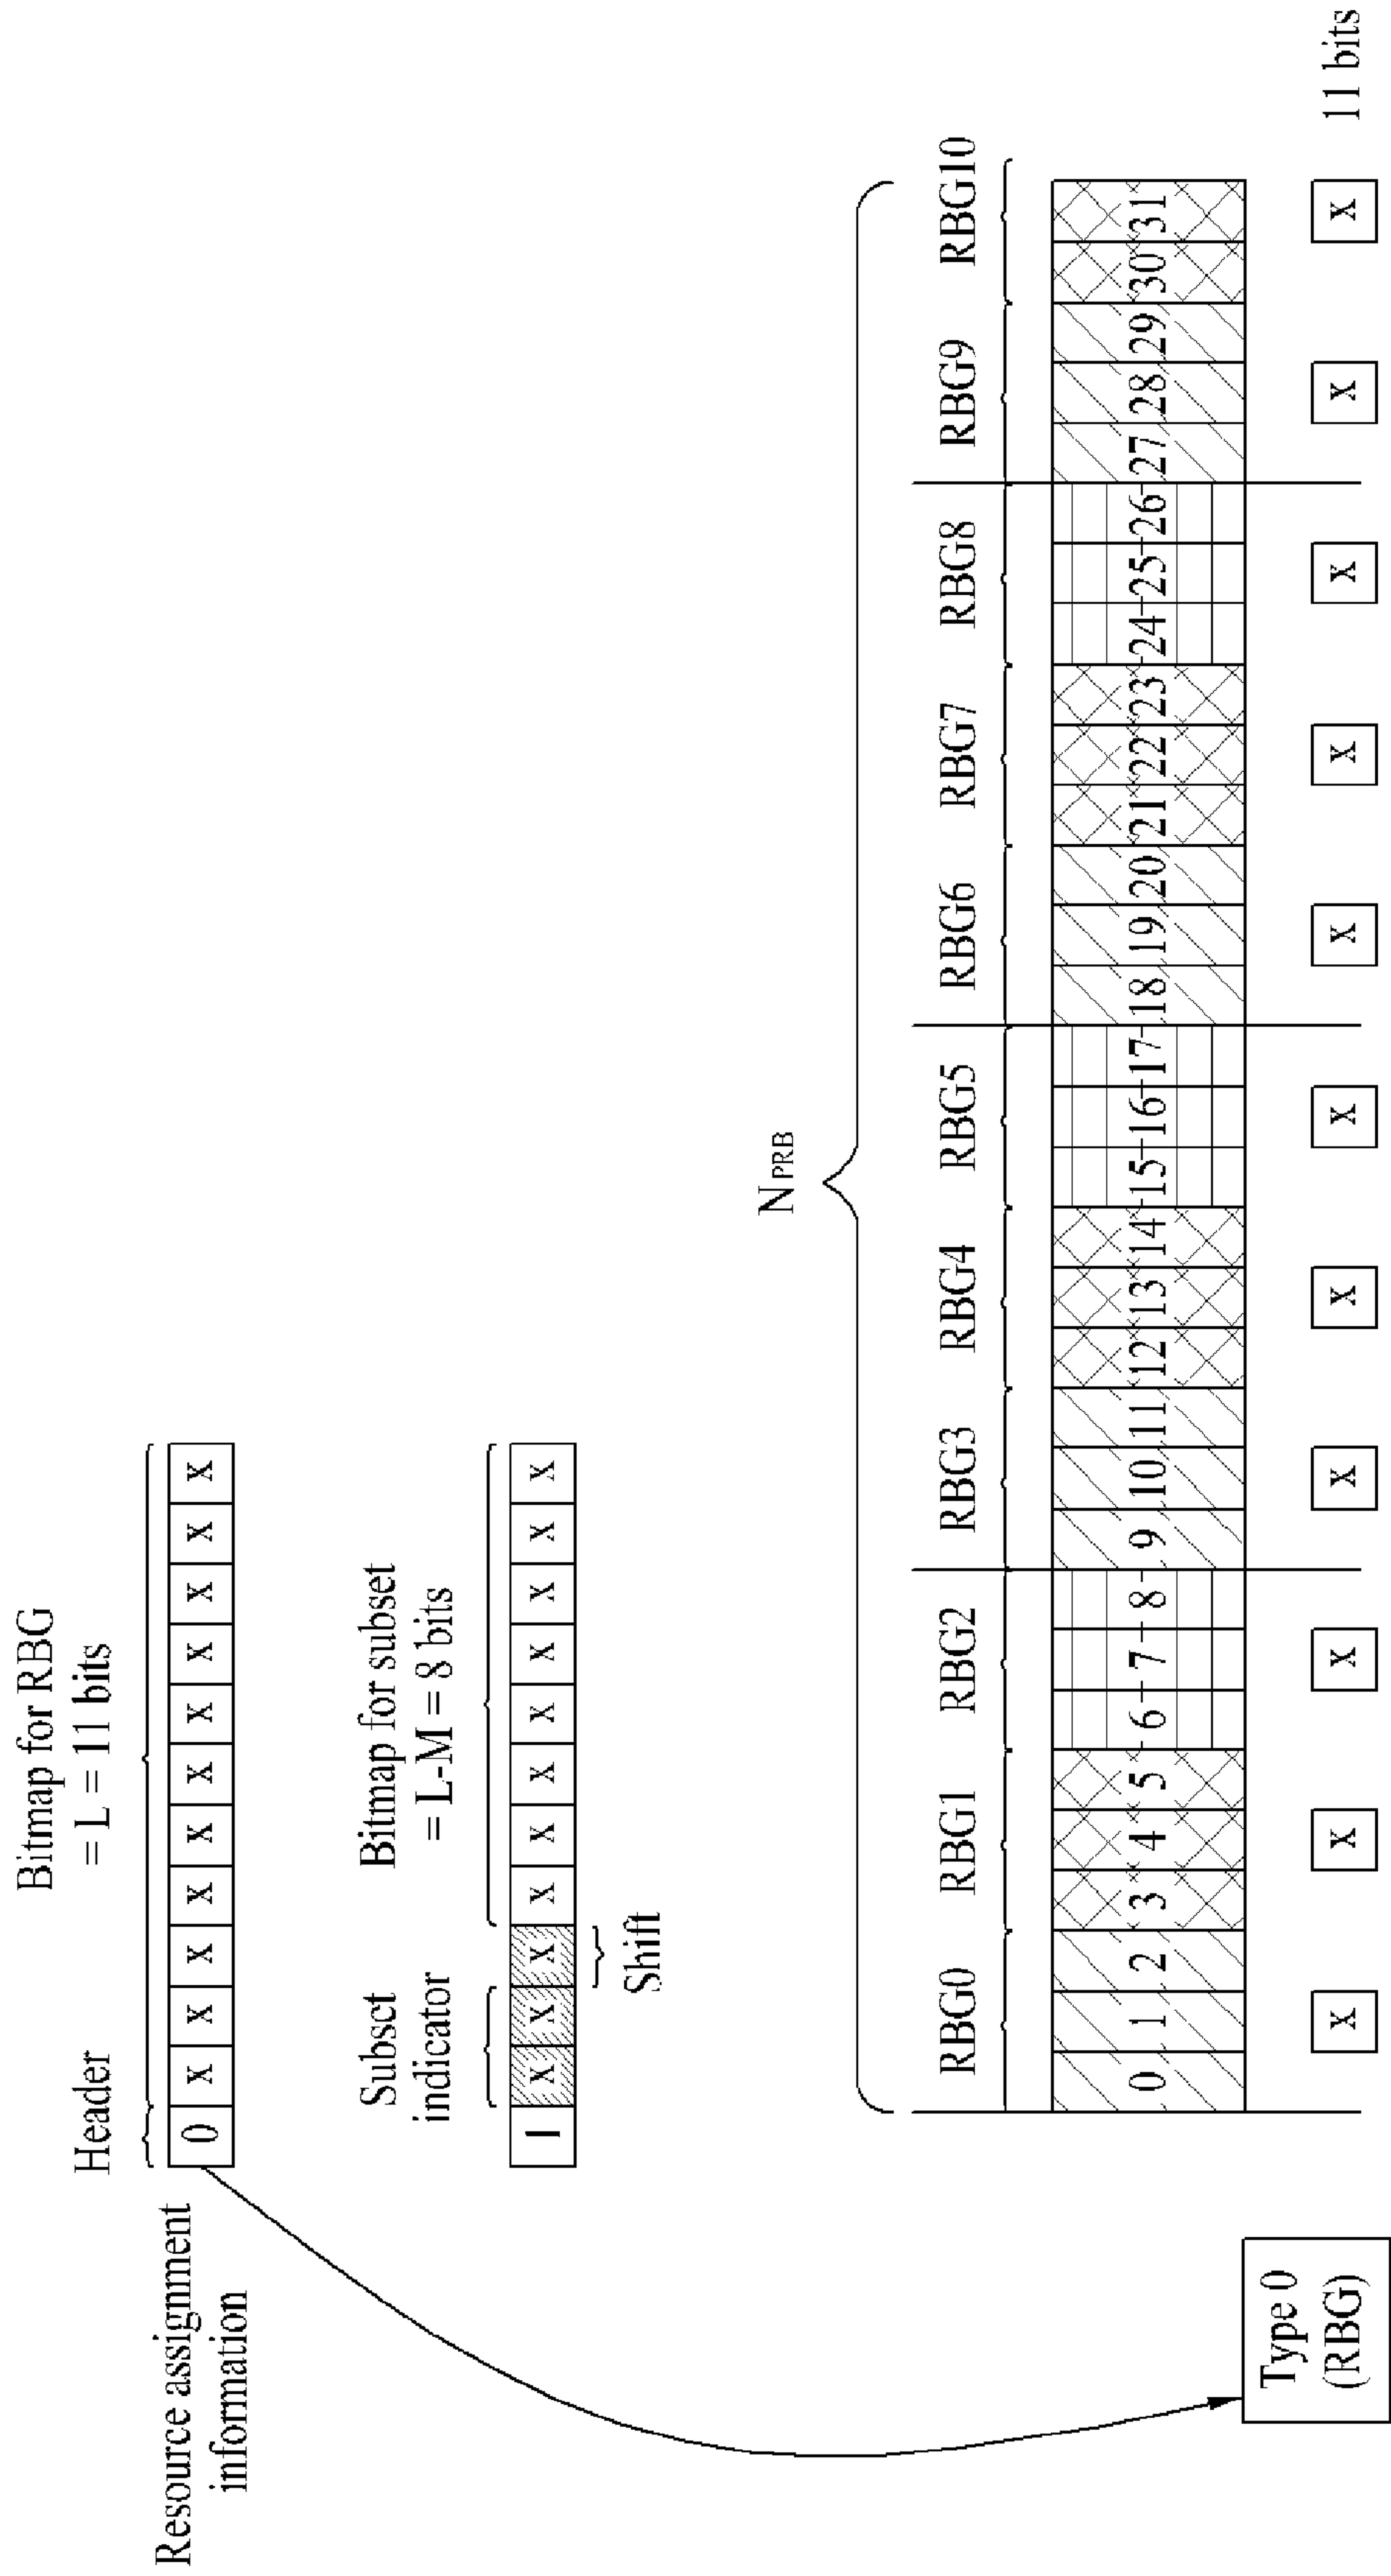 Bitmap for RBG
= L = 11 bits
Header
Resource assignment
information
0 X X X X X X X X X X X
Subsct
indicator
Bitmap for subset
= L-M = 8 bits
1 X X X X X X X X X X X
Shift
NPRB
RBG0 RBG1 RBG2 RBG3 RBG4 RBG5 RBG6 RBG7 RBG8 RBG9 RBG10
0 1 2 3 4 5 6 7 8 9 10 11 12 13 14 15 16 17 18 19 20 21 22 23 24 25 26 27 28 29 30 31
Type 0
(RBG)
X X X X X X X X X X X 11 bits